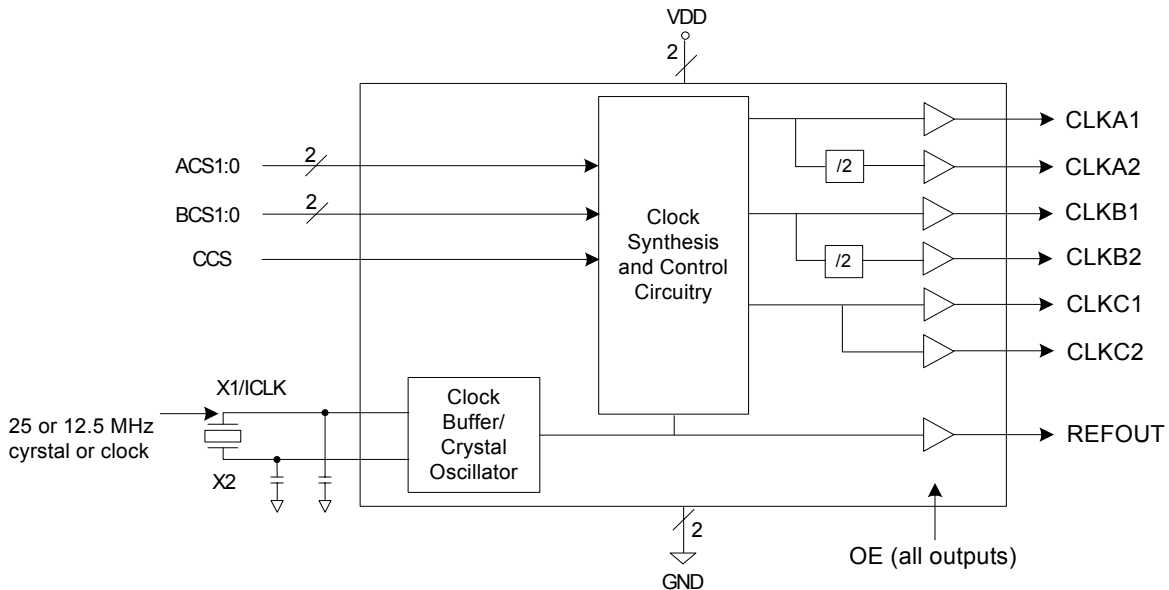 VDD
2
ACS1:0
2
BCS1:0
2
CCS
Clock
Synthesis
and Control
Circuitry
/2
/2
CLKA1
CLKA2
CLKB1
CLKB2
CLKC1
CLKC2
X1/ICLK
25 or 12.5 MHz
cyrstal or clock
X2
Clock
Buffer/
Crystal
Oscillator
REFOUT
2
GND
OE (all outputs)